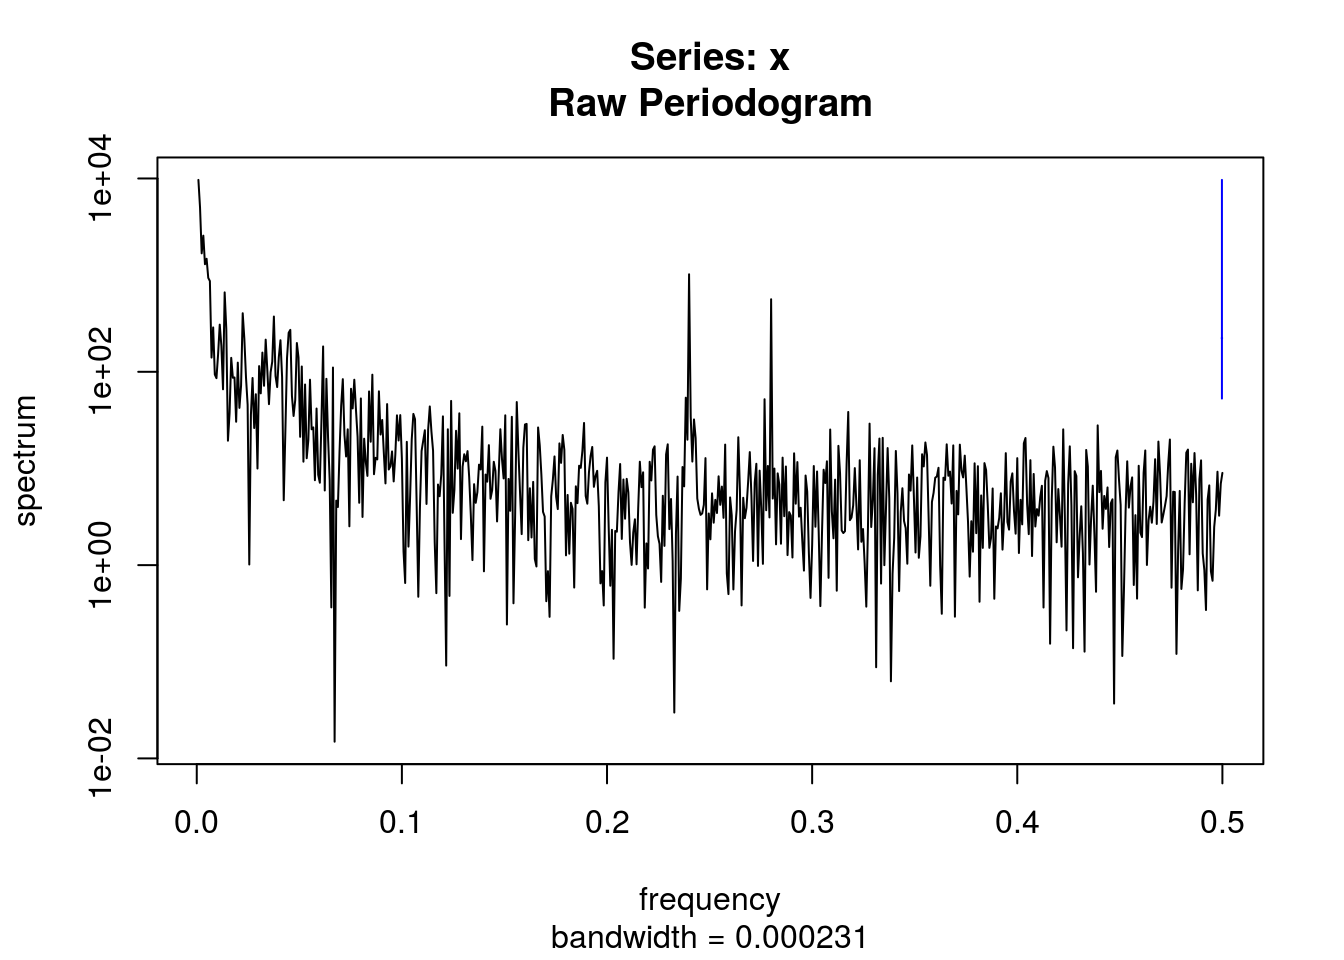 Series: x
Raw Periodogram
spectrum
1e+04
1e+02
1e+00
1e-02
0.0 0.1 0.2 0.3 0.4 0.5
frequency
bandwidth = 0.000231